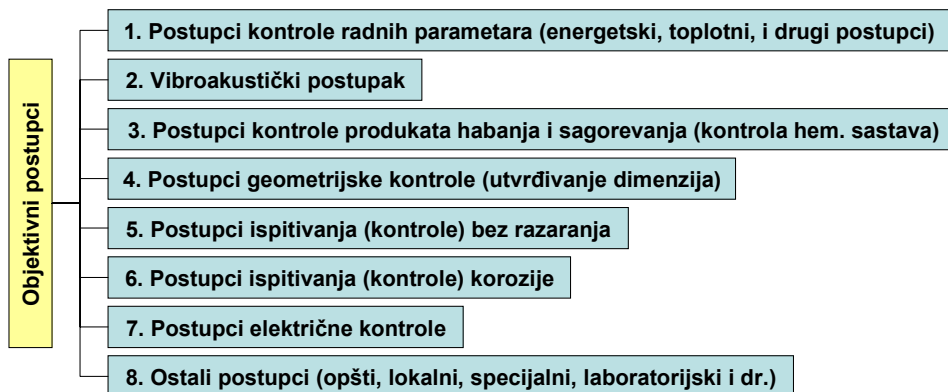 Objektivni postupci
1. Postupci kontrole radnih parametara (energetski, toplotni, i drugi postupci)
2. Vibroakustički postupak
3. Postupci kontrole produkata habanja i sagorevanja (kontrola hem. sastava)
4. Postupci geometrijske kontrole (utvrđivanje dimenzija)
5. Postupci ispitivanja (kontrole) bez razaranja
6. Postupci ispitivanja (kontrole) korozije
7. Postupci električne kontrole
8. Ostali postupci (opšti, lokalni, specijalni, laboratorijski i dr.)